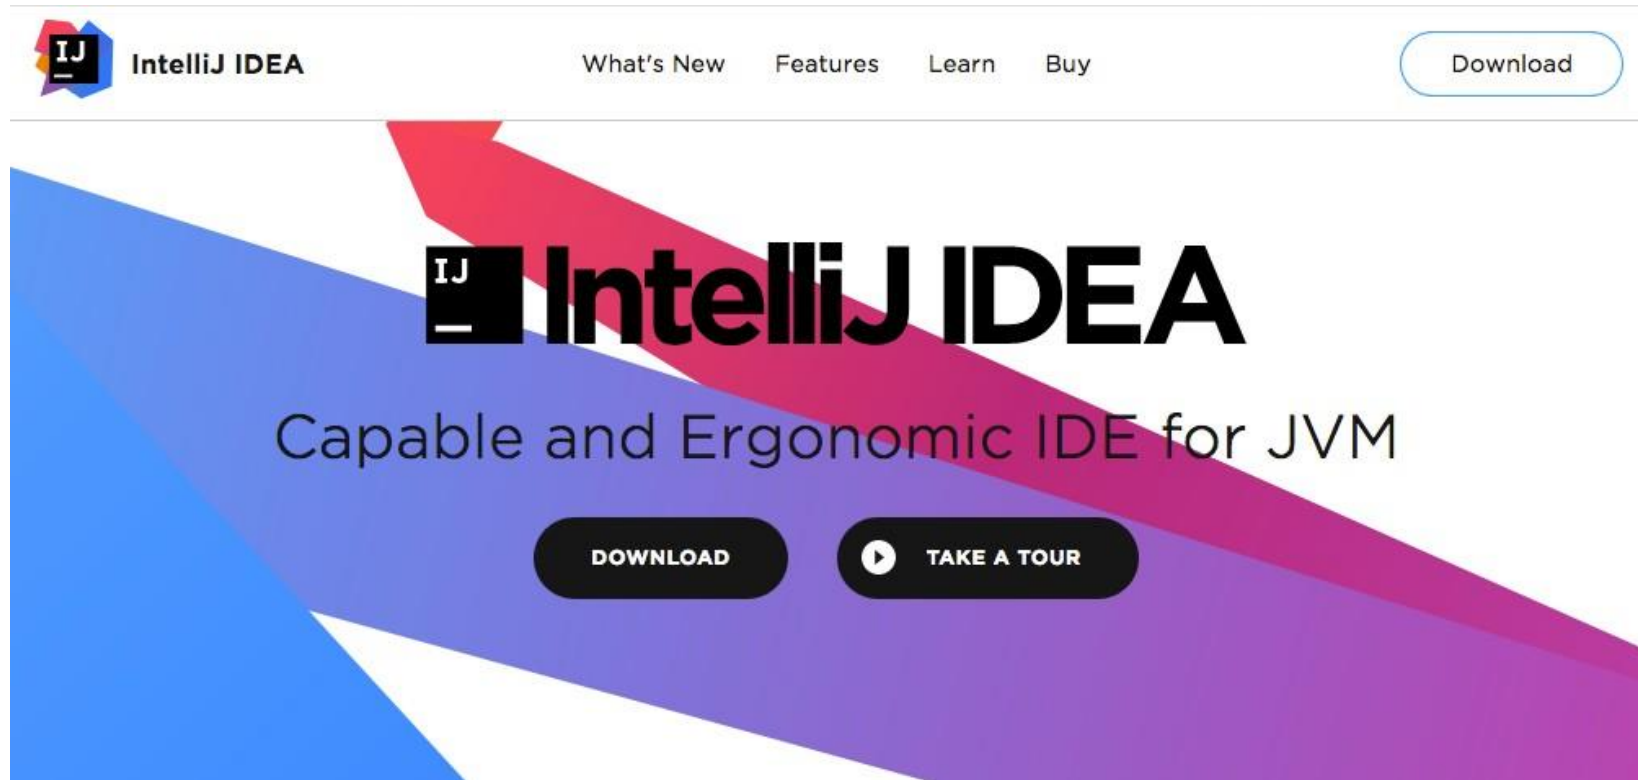 IJ
IntelliJ IDEA
What's New Features Learn Buy
Download
IJ
IntelliJ IDEA
Capable and Ergonomic IDE for JVM
DOWNLOAD
TAKE A TOUR